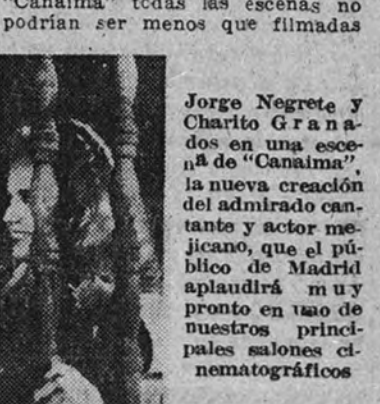 "Canaima" todas las escenas no
podrían ser menos que filmadas
Jorge Negrete y
Charito Grana-
dos en una esce-
na de "Canaima",
la nueva creación
del admirado can-
tante y actor me-
jicano, que el pú-
blico de Madrid
aplaudirá muy
pronto en uno de
nuestros princi-
pales salones ci-
nematográficos